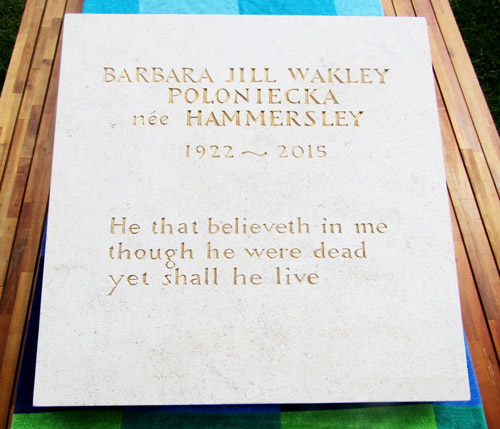 BARBARA JILL WAKLEY
POLONIECKA
née HAMMERSLEY
1922 ~ 2015
He that believeth in me
though he were dead
yet shall he live